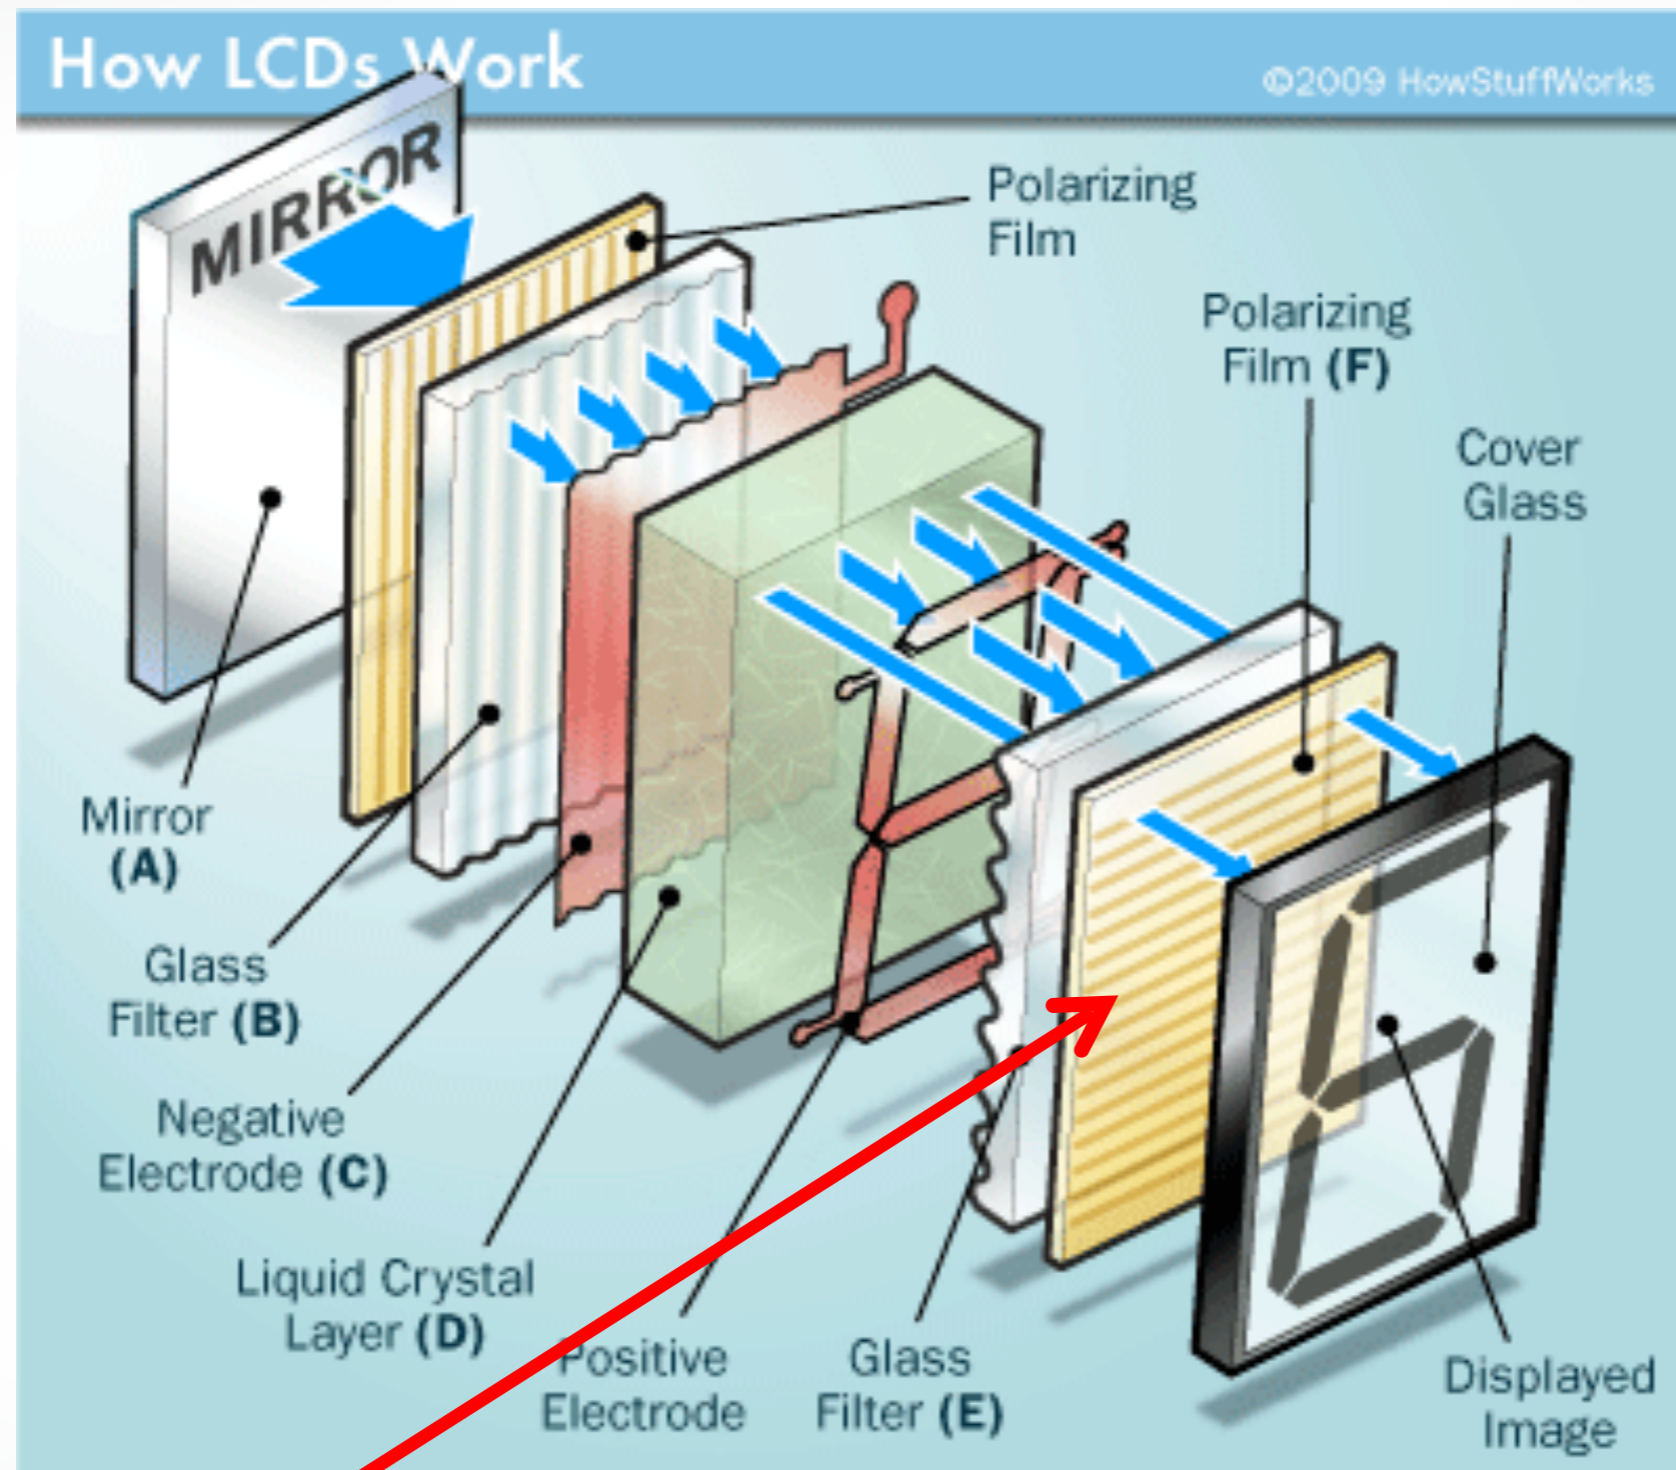 How LCDs Work
©2009 HowStuffWorks
MIRROR
Polarizing
Film
Polarizing
Film (F)
Cover
Glass
Mirror
(A)
Glass
Filter (B)
Negative
Electrode (C)
Liquid Crystal
Layer (D)
Positive
Electrode
Glass
Filter (E)
Displayed
Image